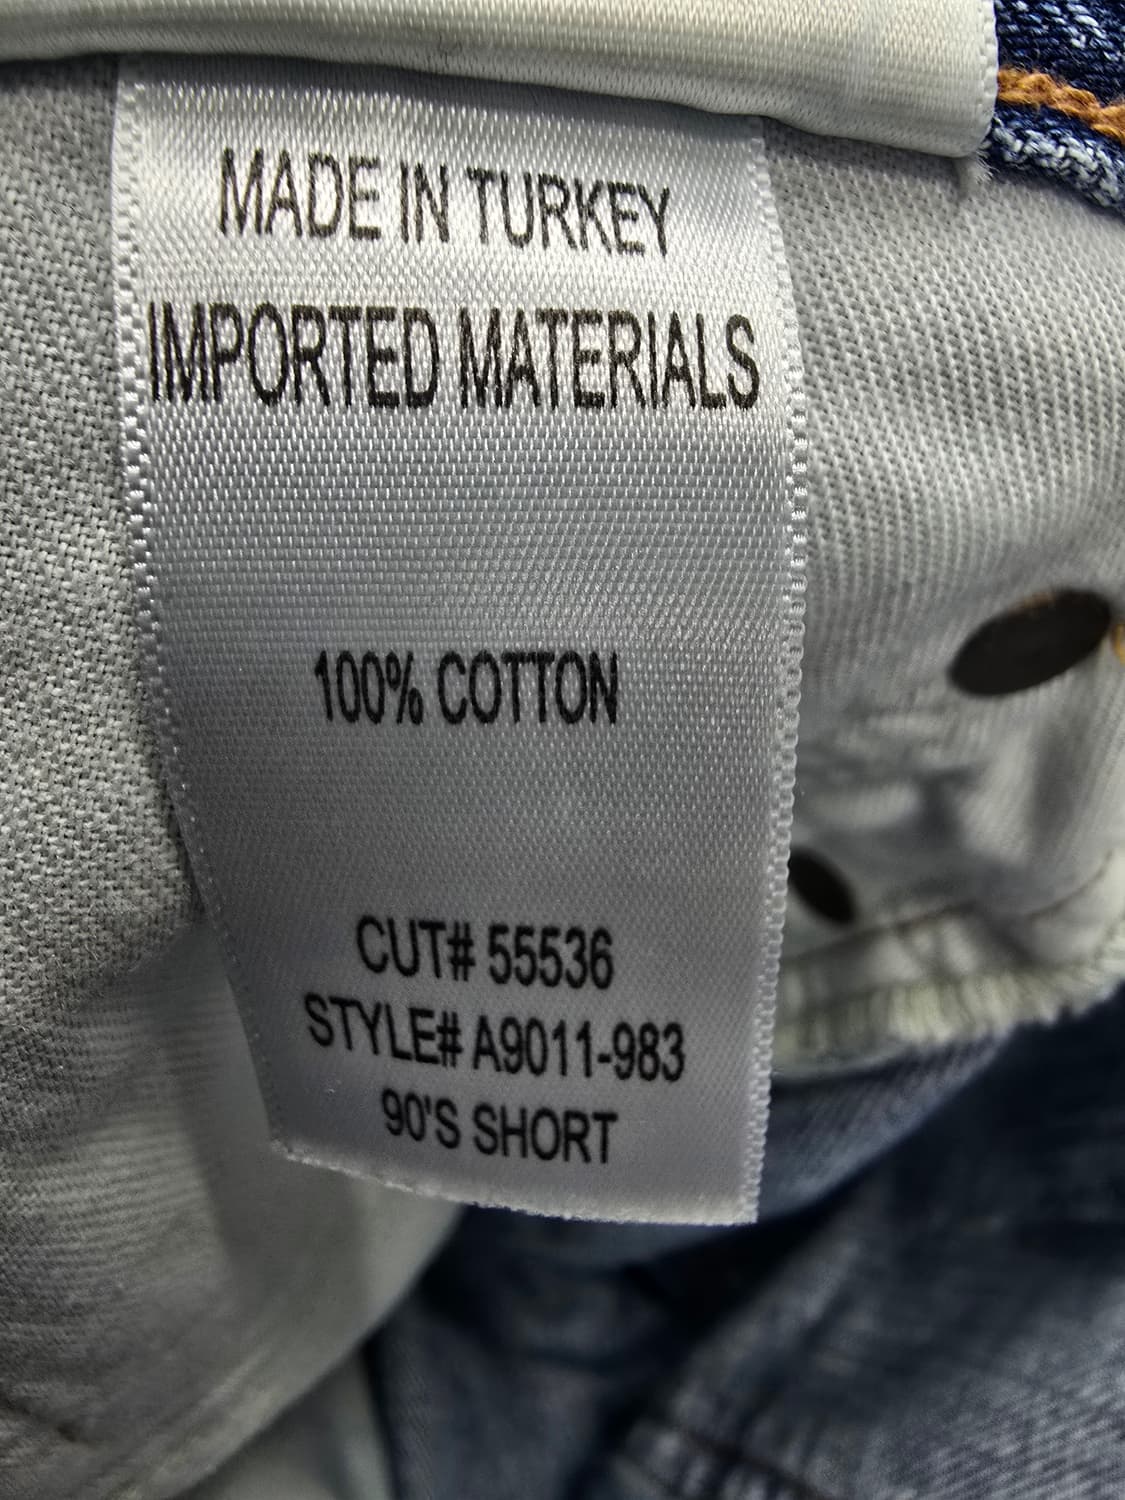 MADE IN TURKEY
IMPORTED MATERIALS
100% COTTON
CUT# 55536
STYLE# A9011-983
90'S SHORT